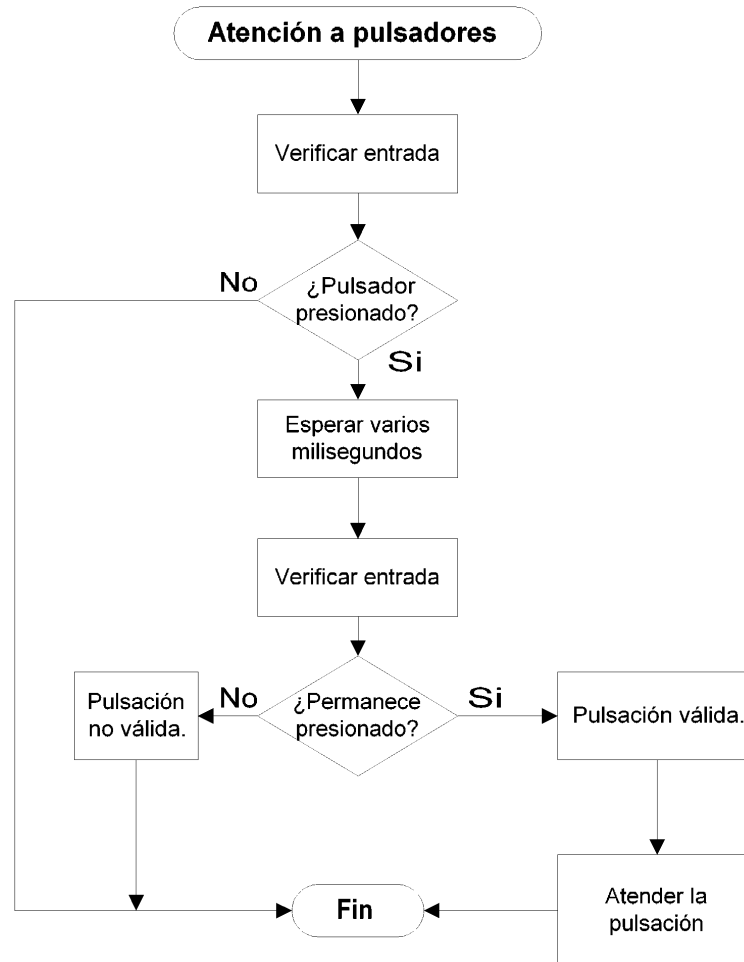 Atención a pulsadores
Verificar entrada
No
¿Pulsador
presionado?
Si
Esperar varios
milisegundos
Verificar entrada
Pulsación
no válida.
No
¿Permanece
presionado?
Si
Pulsación válida.
Fin
Atender la
pulsación